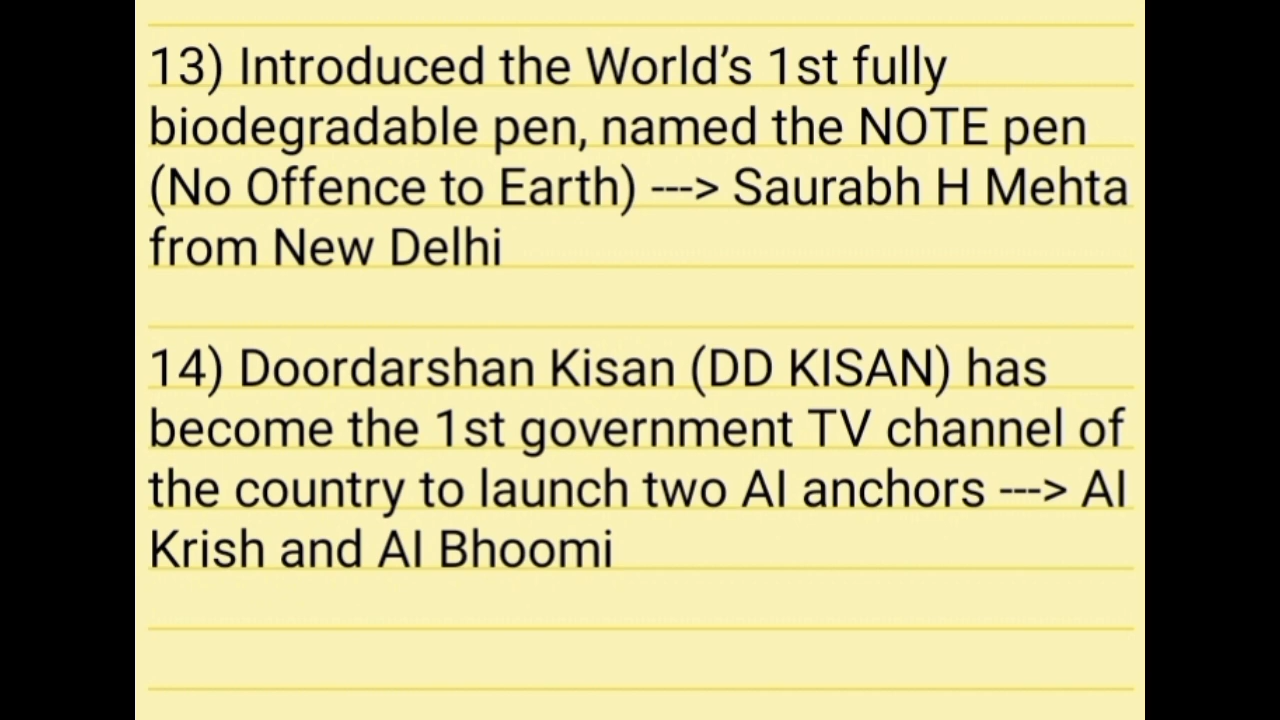 13) Introduced the World’s 1st fully
biodegradable pen, named the NOTE pen
(No Offence to Earth) ---> Saurabh H Mehta
from New Delhi
14) Doordarshan Kisan (DD KISAN) has
become the 1st government TV channel of
the country to launch two AI anchors ---> AI
Krish and AI Bhoomi